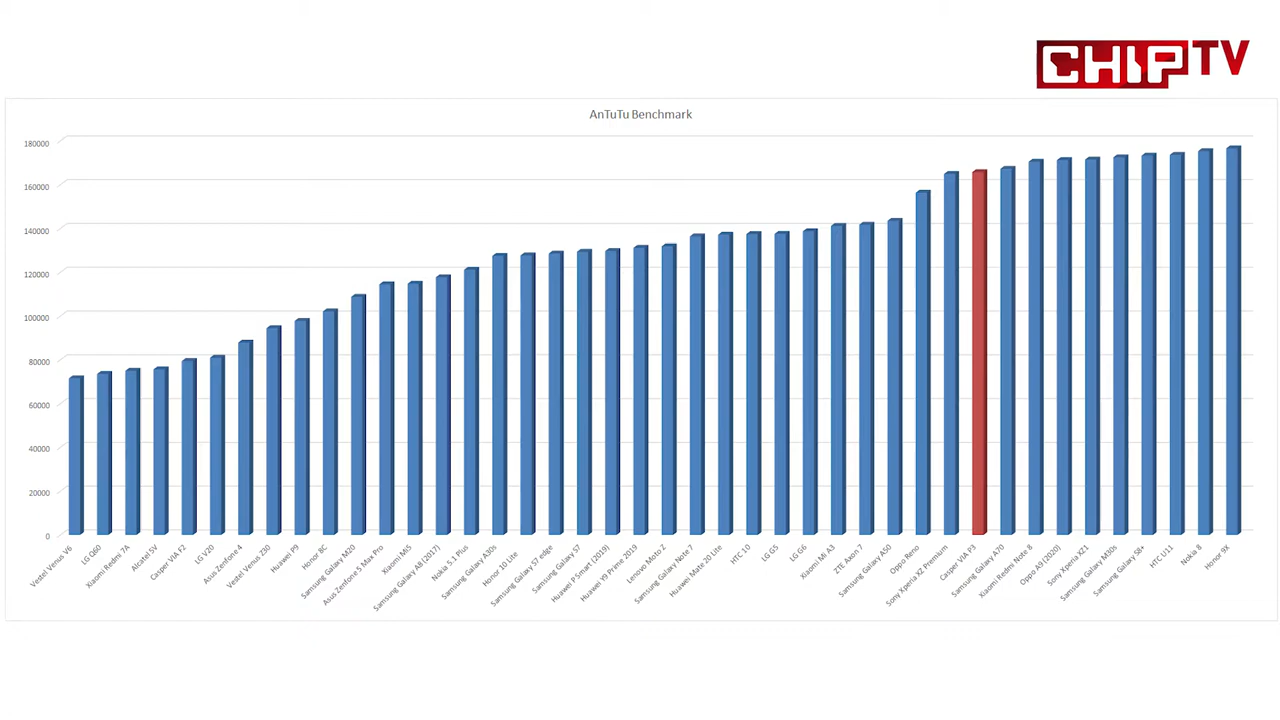 CHIP TV
AnTuTu Benchmark
180000
160000
140000
120000
100000
80000
60000
40000
20000
0
Vestel Venus V6
LG Q60
Xiaomi Redmi 7A
Alcatel 5V
Casper VIA F2
LG V20
Asus Zenfone 4
Vestel Venus Z30
Huawei P9
Honor 8C
Samsung Galaxy M20
Asus Zenfone 5 Max Pro
Xiaomi Mi5
Samsung Galaxy A8 (2017)
Nokia 5.1 Plus
Samsung Galaxy A30s
Honor 10 Lite
Samsung Galaxy S7 edge
Samsung Galaxy S7
Huawei P Smart (2019)
Huawei Y9 Prime 2019
Lenovo Moto Z
Samsung Galaxy Note 7
Huawei Mate 20 Lite
HTC 10
LG G5
LG G6
Xiaomi Mi A3
ZTE Axon 7
Samsung Galaxy A50
Oppo Reno
Sony Xperia XZ Premium
Casper VIA P3
Samsung Galaxy A70
Xiaomi Redmi Note 8
Oppo A9 (2020)
Sony Xperia XZ1
Samsung Galaxy M30s
Samsung Galaxy S8+
HTC U11
Nokia 8
Honor 9X